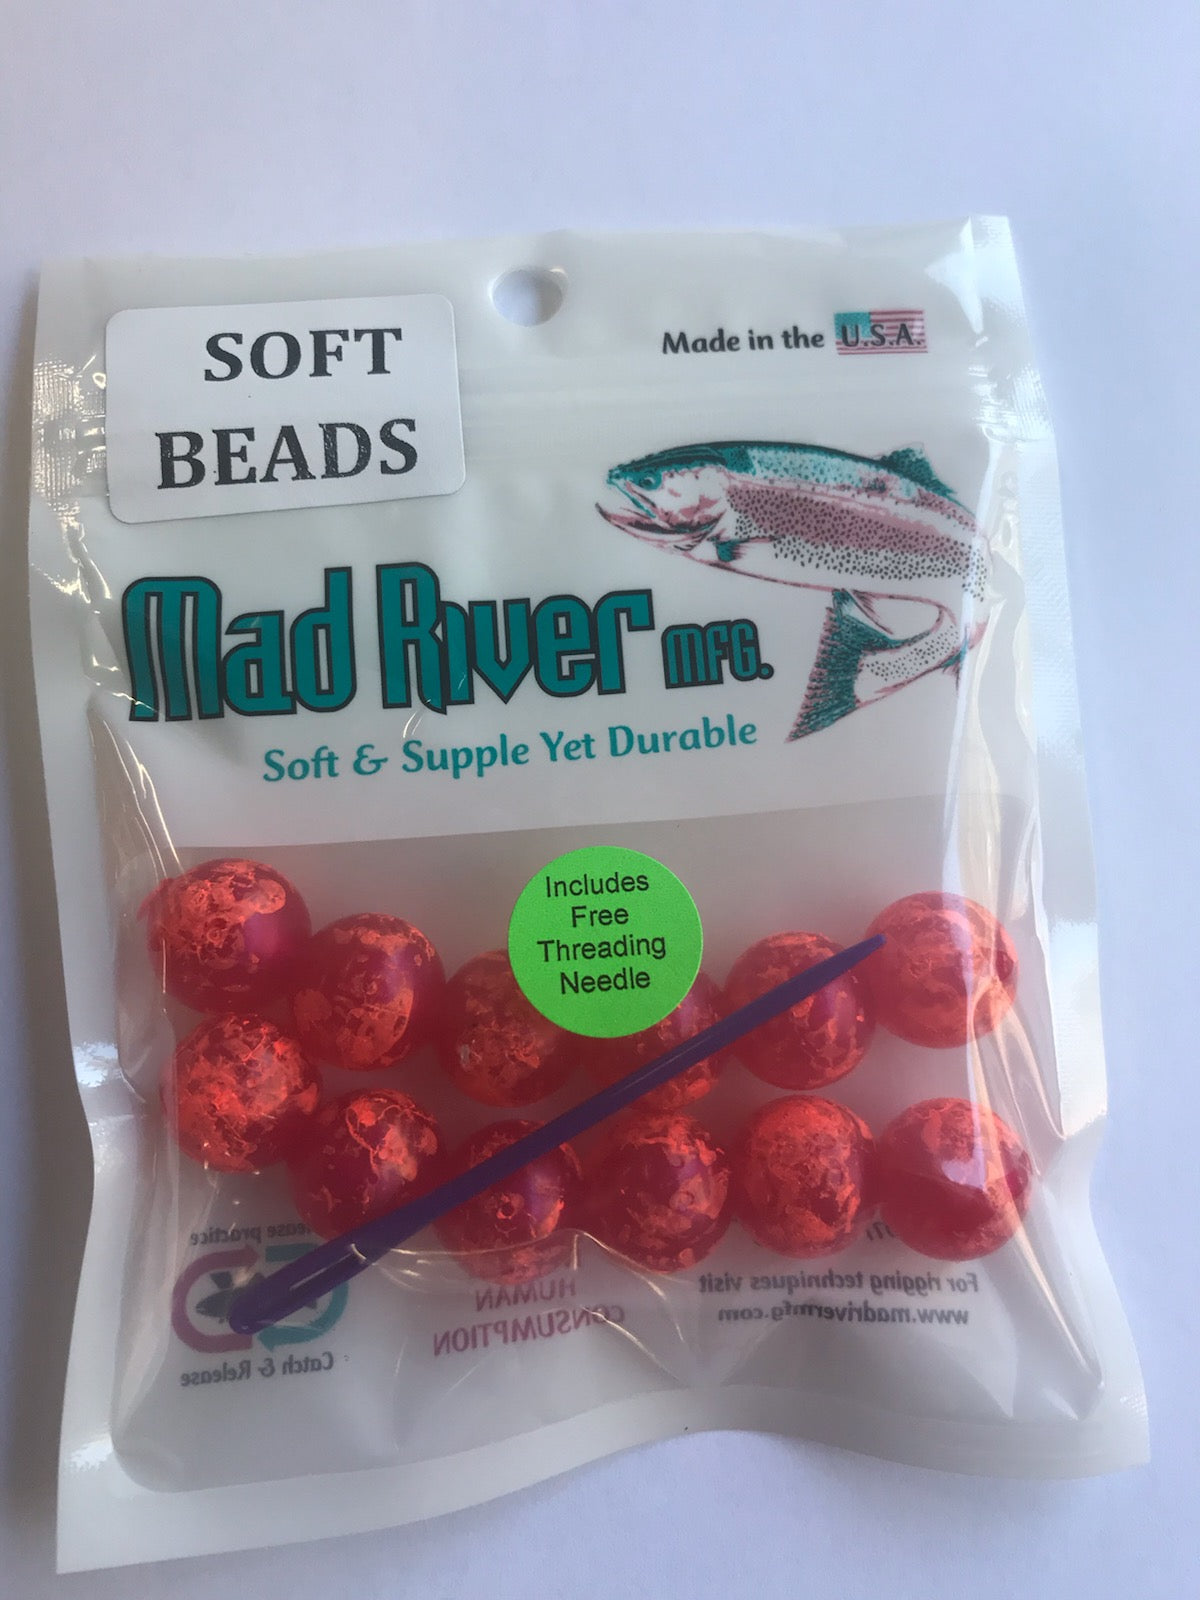 SOFT
BEADS
Made in the U.S.A.
Mad River MFG.
Soft & Supple Yet Durable
Includes
Free
Threading
Needle
practice
Catch & Release
HUMAN
CONSUMPTION
For rigging techniques visit
www.madrivermfg.com